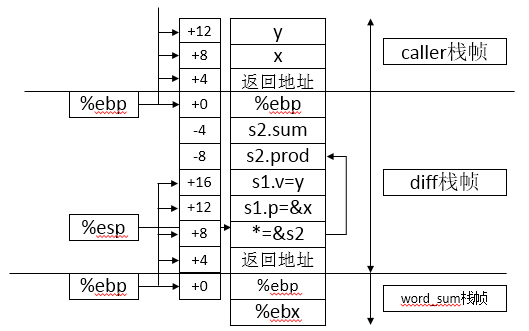 +12 y
+8 x caller栈帧
+4 返回地址
%ebp +0 %ebp
-4 s2.sum
-8 s2.prod
+16 s1.v=y diff栈帧
+12 s1.p=&x
%esp +8 *=&s2
+4 返回地址
%ebp +0 %ebp word_sum栈帧
%ebx